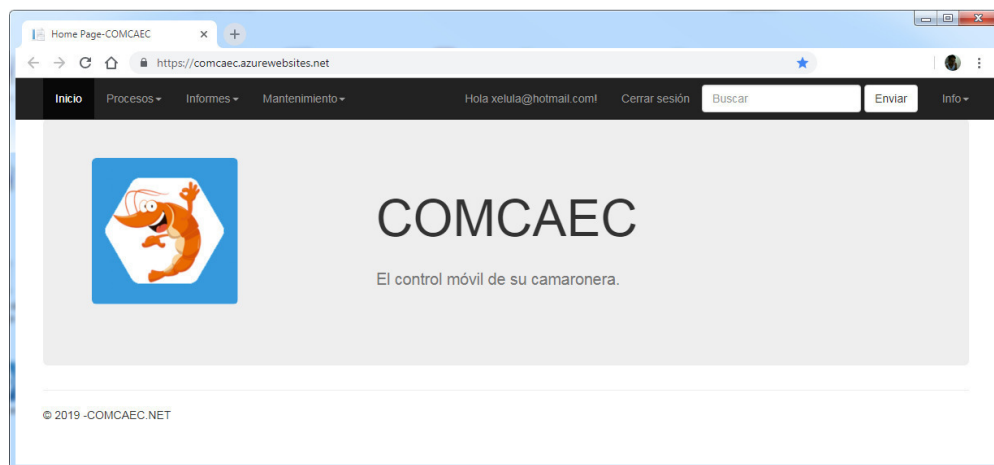 Home Page-COMCAEC
https://comcaec.azurewebsites.net
Inicio Procesos Informes Mantenimiento Hola xelula@hotmail.com! Cerrar sesión Buscar Enviar Info
COMCAEC
El control móvil de su camaronera.
© 2019 -COMCAEC.NET